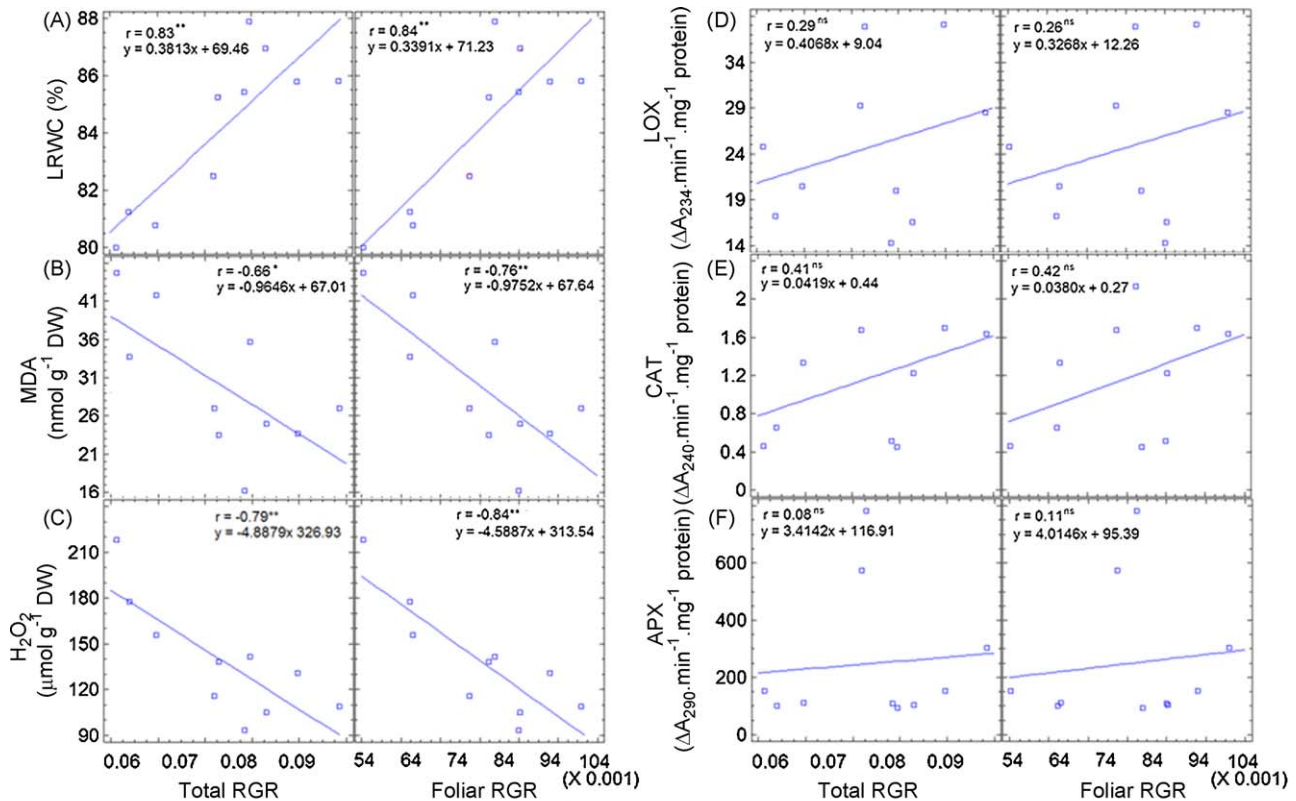 (A)
LRWC (%)
88
86
84
82
80
r = 0.83**
y = 0.3813x + 69.46
r = 0.84**
y = 0.3391x + 71.23
(B)
MDA
(nmol g-1 DW)
41
36
31
26
21
16
r = -0.66*
y = -0.9646x + 67.01
r = -0.76**
y = -0.9752x + 67.64
(C)
H2O2
(µmol g-1 DW)
210
180
150
120
90
r = -0.79**
y = -4.8879x 326.93
r = -0.84**
y = -4.5887x + 313.54
0.06 0.07 0.08 0.09
54 64 74 84 94 104
(X 0.001)
Total RGR
Foliar RGR
(D)
LOX
(ΔA234.min-1.mg-1 protein)
39
34
29
24
19
14
r = 0.29ns
y = 0.4068x + 9.04
r = 0.26ns
y = 0.3268x + 12.26
(E)
CAT
(ΔA240.min-1.mg-1 protein)
2
1.6
1.2
0.8
0.4
0
r = 0.41ns
y = 0.0419x + 0.44
r = 0.42ns
y = 0.0380x + 0.27
(F)
APX
(ΔA290.min-1.mg-1 protein)
600
400
200
0
r = 0.08ns
y = 3.4142x + 116.91
r = 0.11ns
y = 4.0146x + 95.39
0.06 0.07 0.08 0.09
54 64 74 84 94 104
(X 0.001)
Total RGR
Foliar RGR